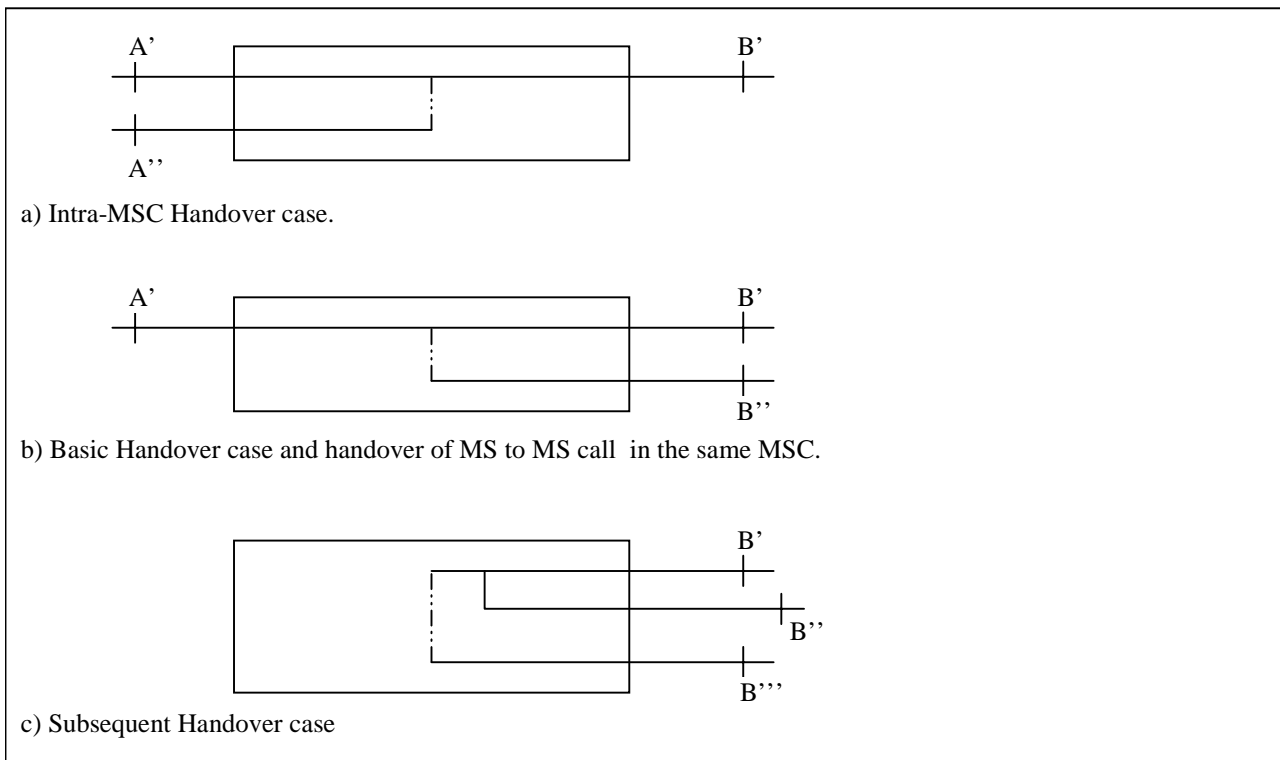 A’ B’
A’’
a) Intra-MSC Handover case.
A’ B’
B’’
b) Basic Handover case and handover of MS to MS call in the same MSC.
B’
B’’
B’’’
c) Subsequent Handover case